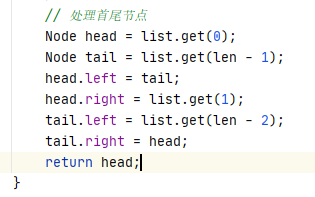 // 处理首尾节点
Node head = list.get(0);
Node tail = list.get(len - 1);
head.left = tail;
head.right = list.get(1);
tail.left = list.get(len - 2);
tail.right = head;
return head;
}